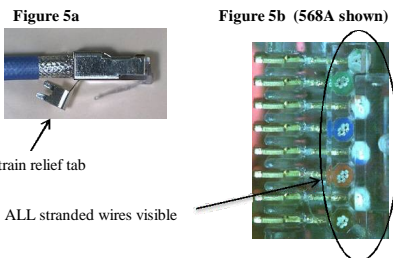 Figure 5a
Figure 5b (568A shown)
train relief tab
ALL stranded wires visible